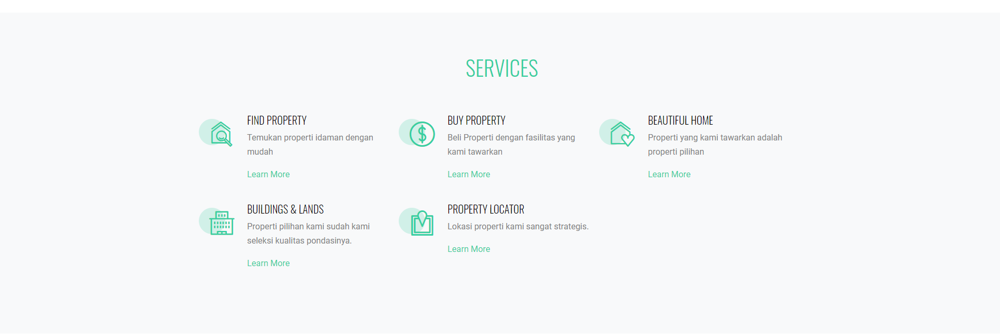 SERVICES
FIND PROPERTY
Temukan properti idaman dengan
mudah
Learn More
BUY PROPERTY
Beli Properti dengan fasilitas yang
kami tawarkan
Learn More
BEAUTIFUL HOME
Properti yang kami tawarkan adalah
properti pilihan
Learn More
BUILDINGS & LANDS
Properti pilihan kami sudah kami
seleksi kualitas pondasinya.
Learn More
PROPERTY LOCATOR
Lokasi properti kami sangat strategis.
Learn More